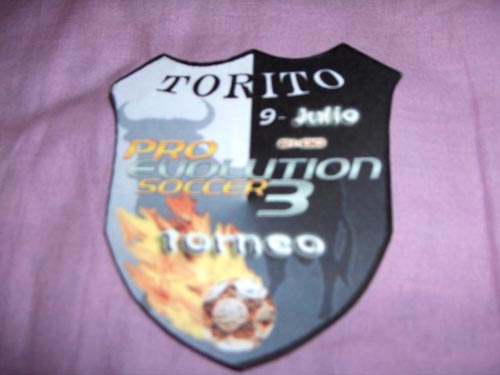 TORITO
9- Julio
PRO
EVOLUTION
SOCCER 3
Torneo